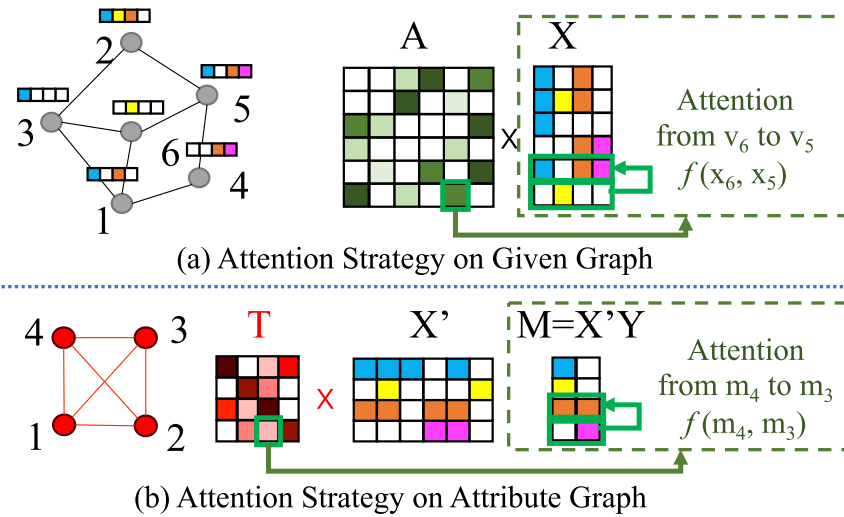 2
A
X
3
5
6
4
1
×
Attention
from v6 to v5
f (x6, x5)
(a) Attention Strategy on Given Graph
4
3
1
2
T
X'
M=X'Y
×
Attention
from m4 to m3
f (m4, m3)
(b) Attention Strategy on Attribute Graph